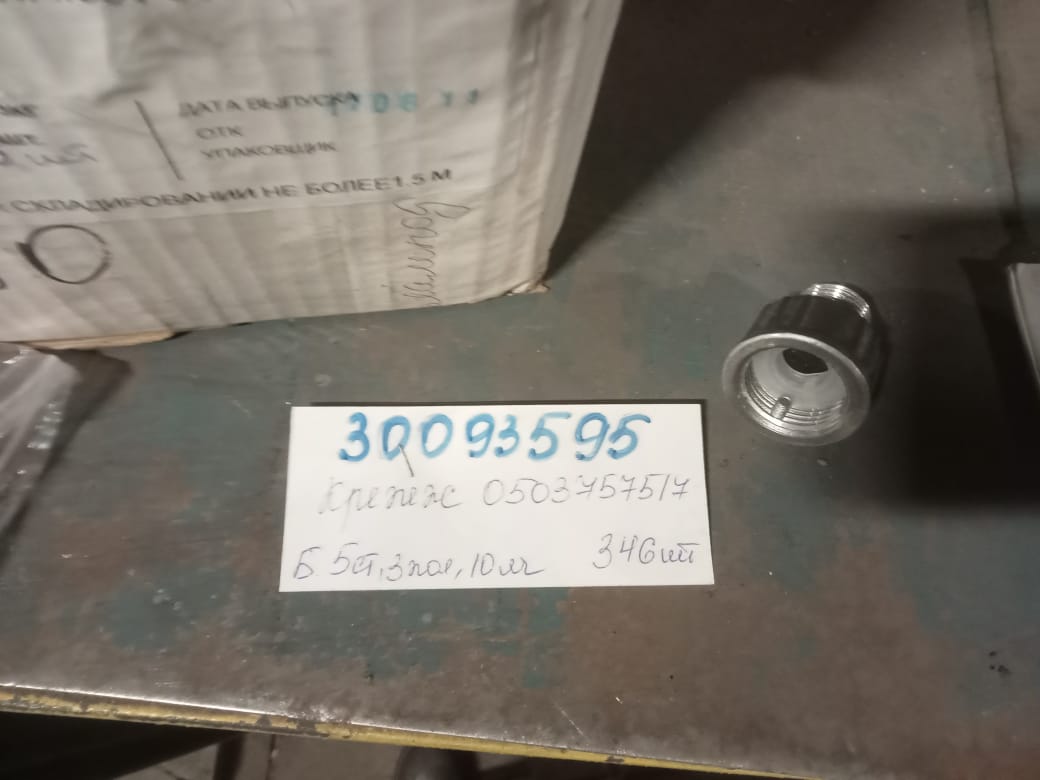 ДАТА ВЫПУСКА
ОТК
УПАКОВЩИК
СКЛАДИРОВАНИИ НЕ БОЛЕЕ 1.5 М
30093595
Крепеж 0503757517
Б. 5ст, 3пол, 10яч 346шт